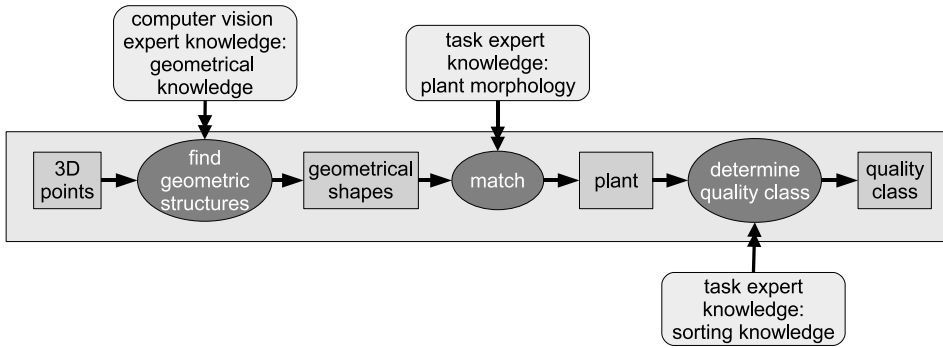 computer vision
expert knowledge:
geometrical
knowledge
task expert
knowledge:
plant morphology
3D
points
find
geometric
structures
geometrical
shapes
match
plant
determine
quality class
quality
class
task expert
knowledge:
sorting knowledge